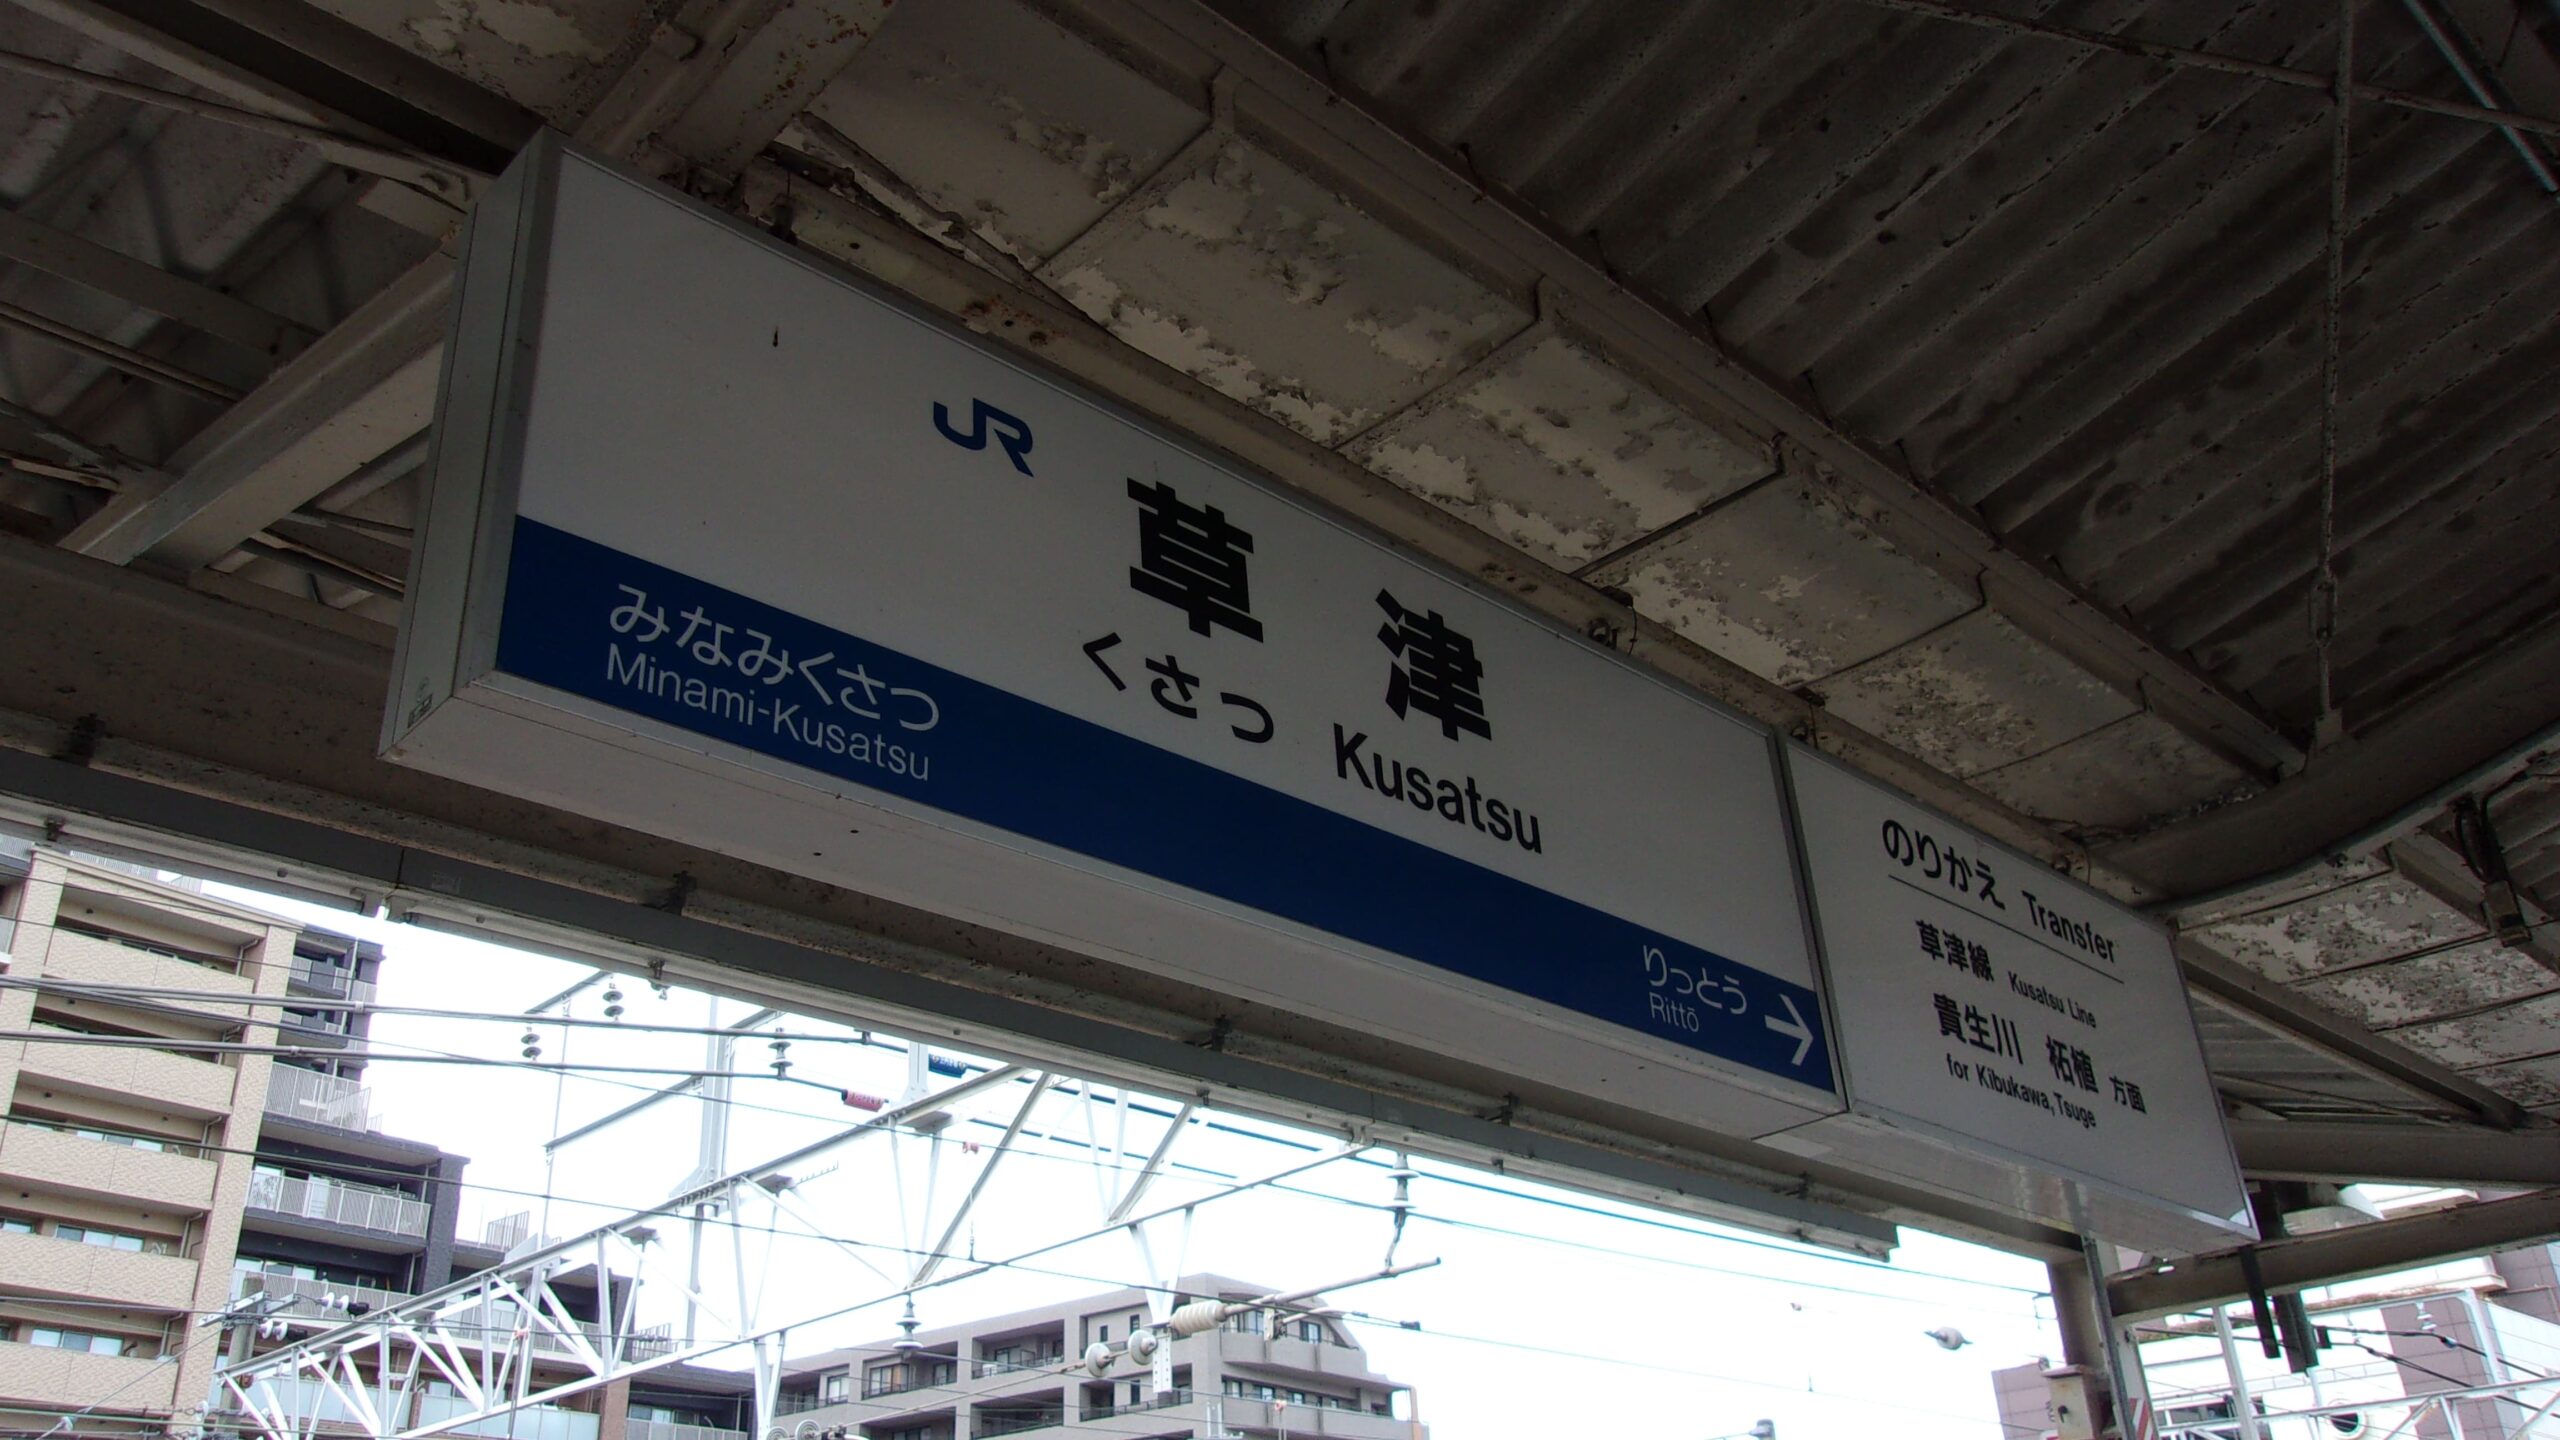 JR
草津
くさつ Kusatsu
みなみくさつ
Minami-Kusatsu
りっとう
Rittō
→
のりかえ Transfer
草津線 Kusatsu Line
貴生川 柘植 方面
for Kibukawa,Tsuge